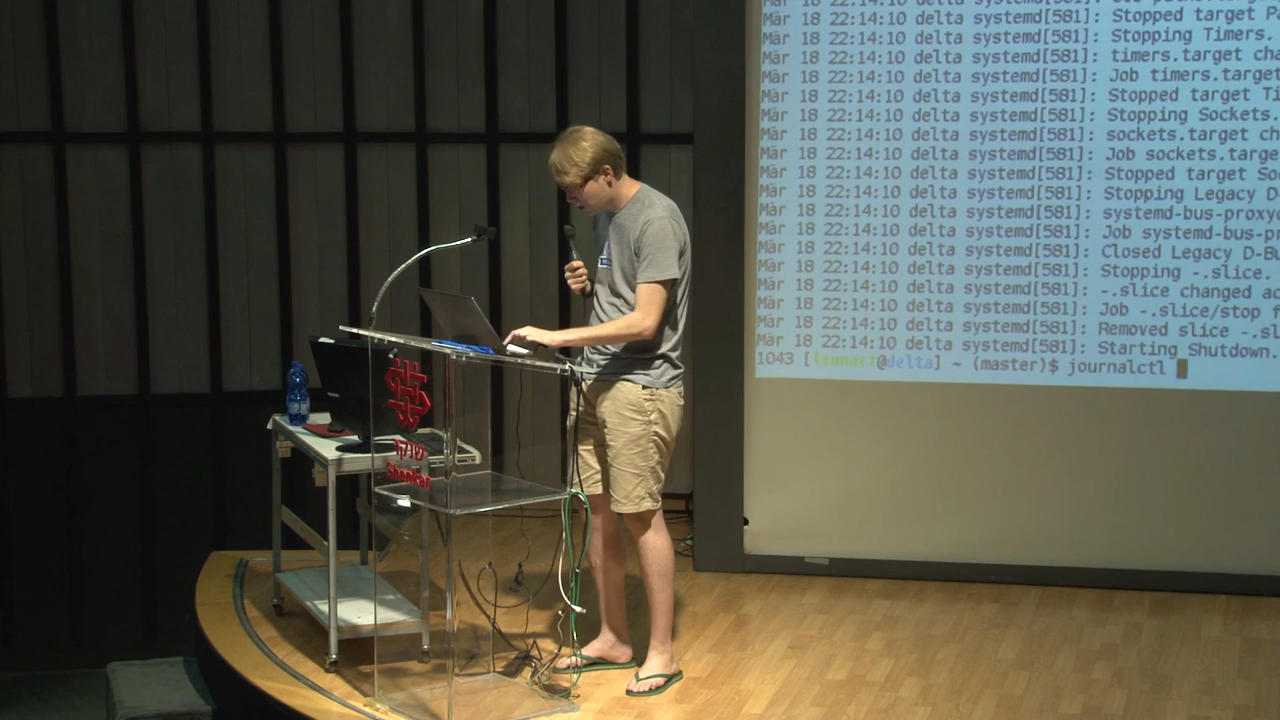 Mär 18 22:14:10 delta systemd[581]: Stopped target
Mär 18 22:14:10 delta systemd[581]: Stopping Timers.
Mär 18 22:14:10 delta systemd[581]: timers.target
Mär 18 22:14:10 delta systemd[581]: Job timers.target
Mär 18 22:14:10 delta systemd[581]: Stopped target
Mär 18 22:14:10 delta systemd[581]: Stopping Sockets.
Mär 18 22:14:10 delta systemd[581]: sockets.target
Mär 18 22:14:10 delta systemd[581]: Job sockets.targe
Mär 18 22:14:10 delta systemd[581]: Stopped target
Mär 18 22:14:10 delta systemd[581]: Stopping Legacy D-
Mär 18 22:14:10 delta systemd[581]: systemd-bus-proxy
Mär 18 22:14:10 delta systemd[581]: Job systemd-bus-p
Mär 18 22:14:10 delta systemd[581]: Closed Legacy D-B
Mär 18 22:14:10 delta systemd[581]: Stopping -.slice.
Mär 18 22:14:10 delta systemd[581]: -.slice changed
Mär 18 22:14:10 delta systemd[581]: Job -.slice/stop
Mär 18 22:14:10 delta systemd[581]: Removed slice -.sl
Mär 18 22:14:10 delta systemd[581]: Starting Shutdown.
1043 [lennart@delta] ~ (master)$ journalctl
שנקר
Shenkar